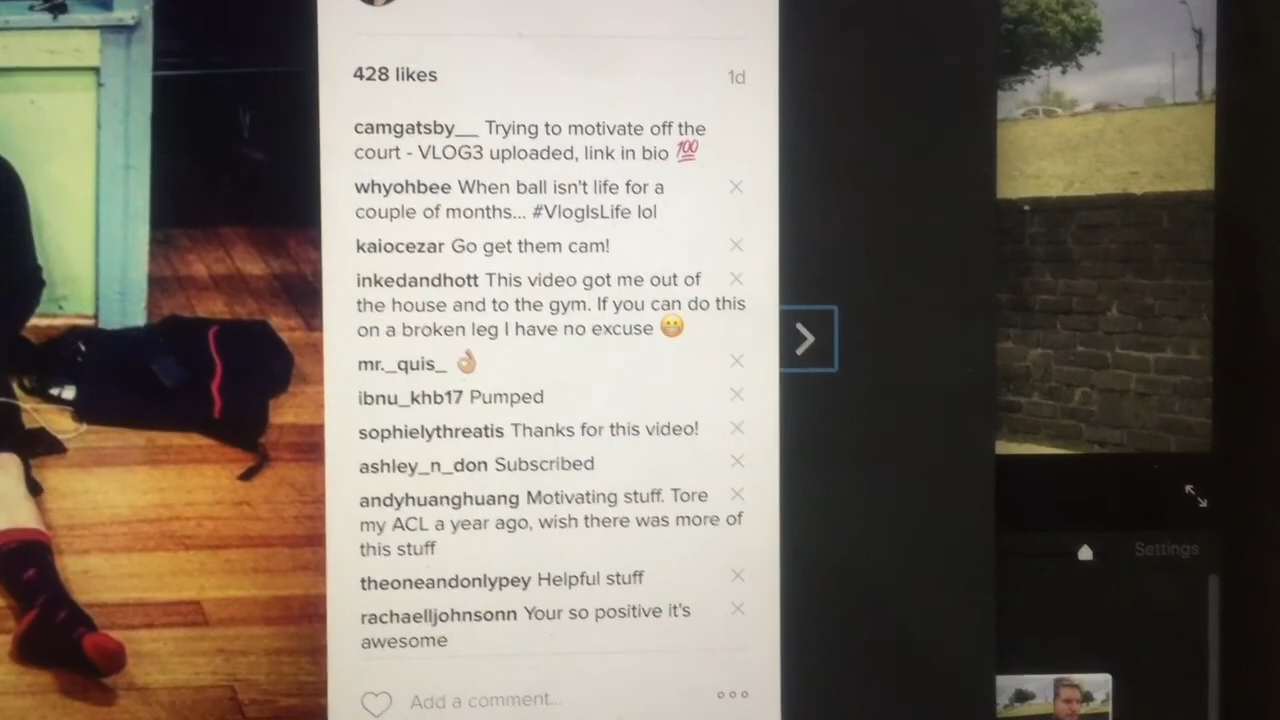 428 likes 1d
camgatsby__ Trying to motivate off the
court - VLOG3 uploaded, link in bio 💯
whyohbee When ball isn't life for a
couple of months... #VlogIsLife lol
kaiocezar Go get them cam!
inkedandhott This video got me out of
the house and to the gym. If you can do this
on a broken leg I have no excuse 😬
mr._quis_ 👌🏼
ibnu_khb17 Pumped
sophielythreatis Thanks for this video!
ashley_n_don Subscribed
andyhuanghuang Motivating stuff. Tore
my ACL a year ago, wish there was more of
this stuff
theoneandonlypey Helpful stuff
rachaelljohnsonn Your so positive it's
awesome
Add a comment...
Settings